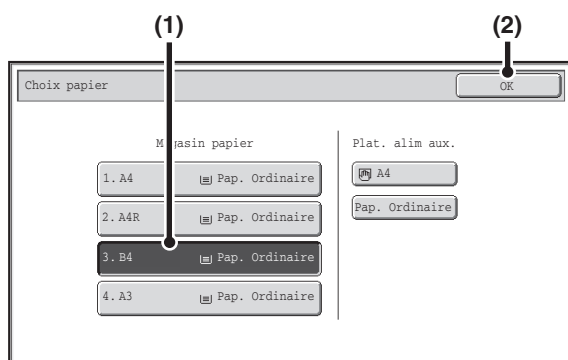 (1) (2)
Choix papier OK
Magasin papier Plat. alim aux.
1. A4 Pap. Ordinaire A4
2. A4R Pap. Ordinaire Pap. Ordinaire
3. B4 Pap. Ordinaire
4. A3 Pap. Ordinaire